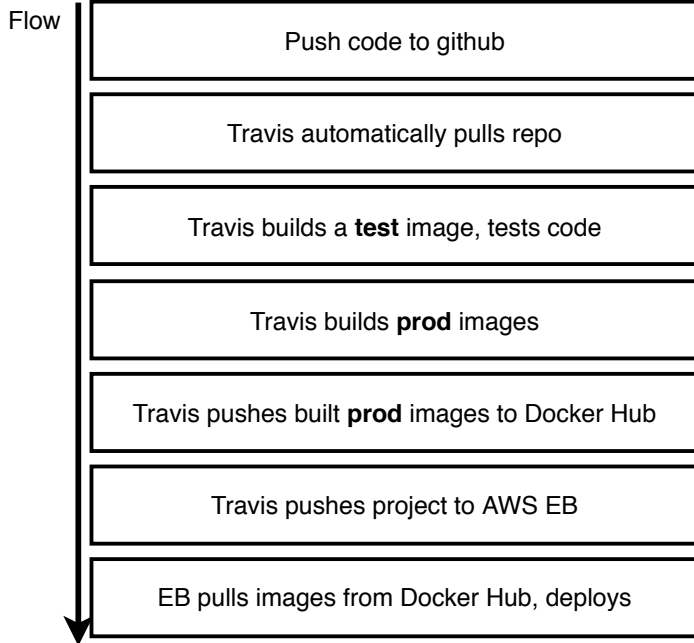 Flow
Push code to github
Travis automatically pulls repo
Travis builds a test image, tests code
Travis builds prod images
Travis pushes built prod images to Docker Hub
Travis pushes project to AWS EB
EB pulls images from Docker Hub, deploys